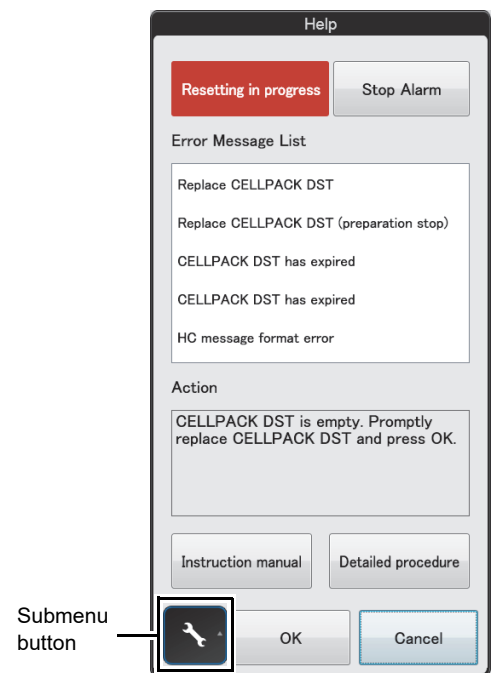 Help
Resetting in progress
Stop Alarm
Error Message List
Replace CELLPACK DST
Replace CELLPACK DST (preparation stop)
CELLPACK DST has expired
CELLPACK DST has expired
HC message format error
Action
CELLPACK DST is empty. Promptly
replace CELLPACK DST and press OK.
Instruction manual
Detailed procedure
Submenu
button
OK
Cancel